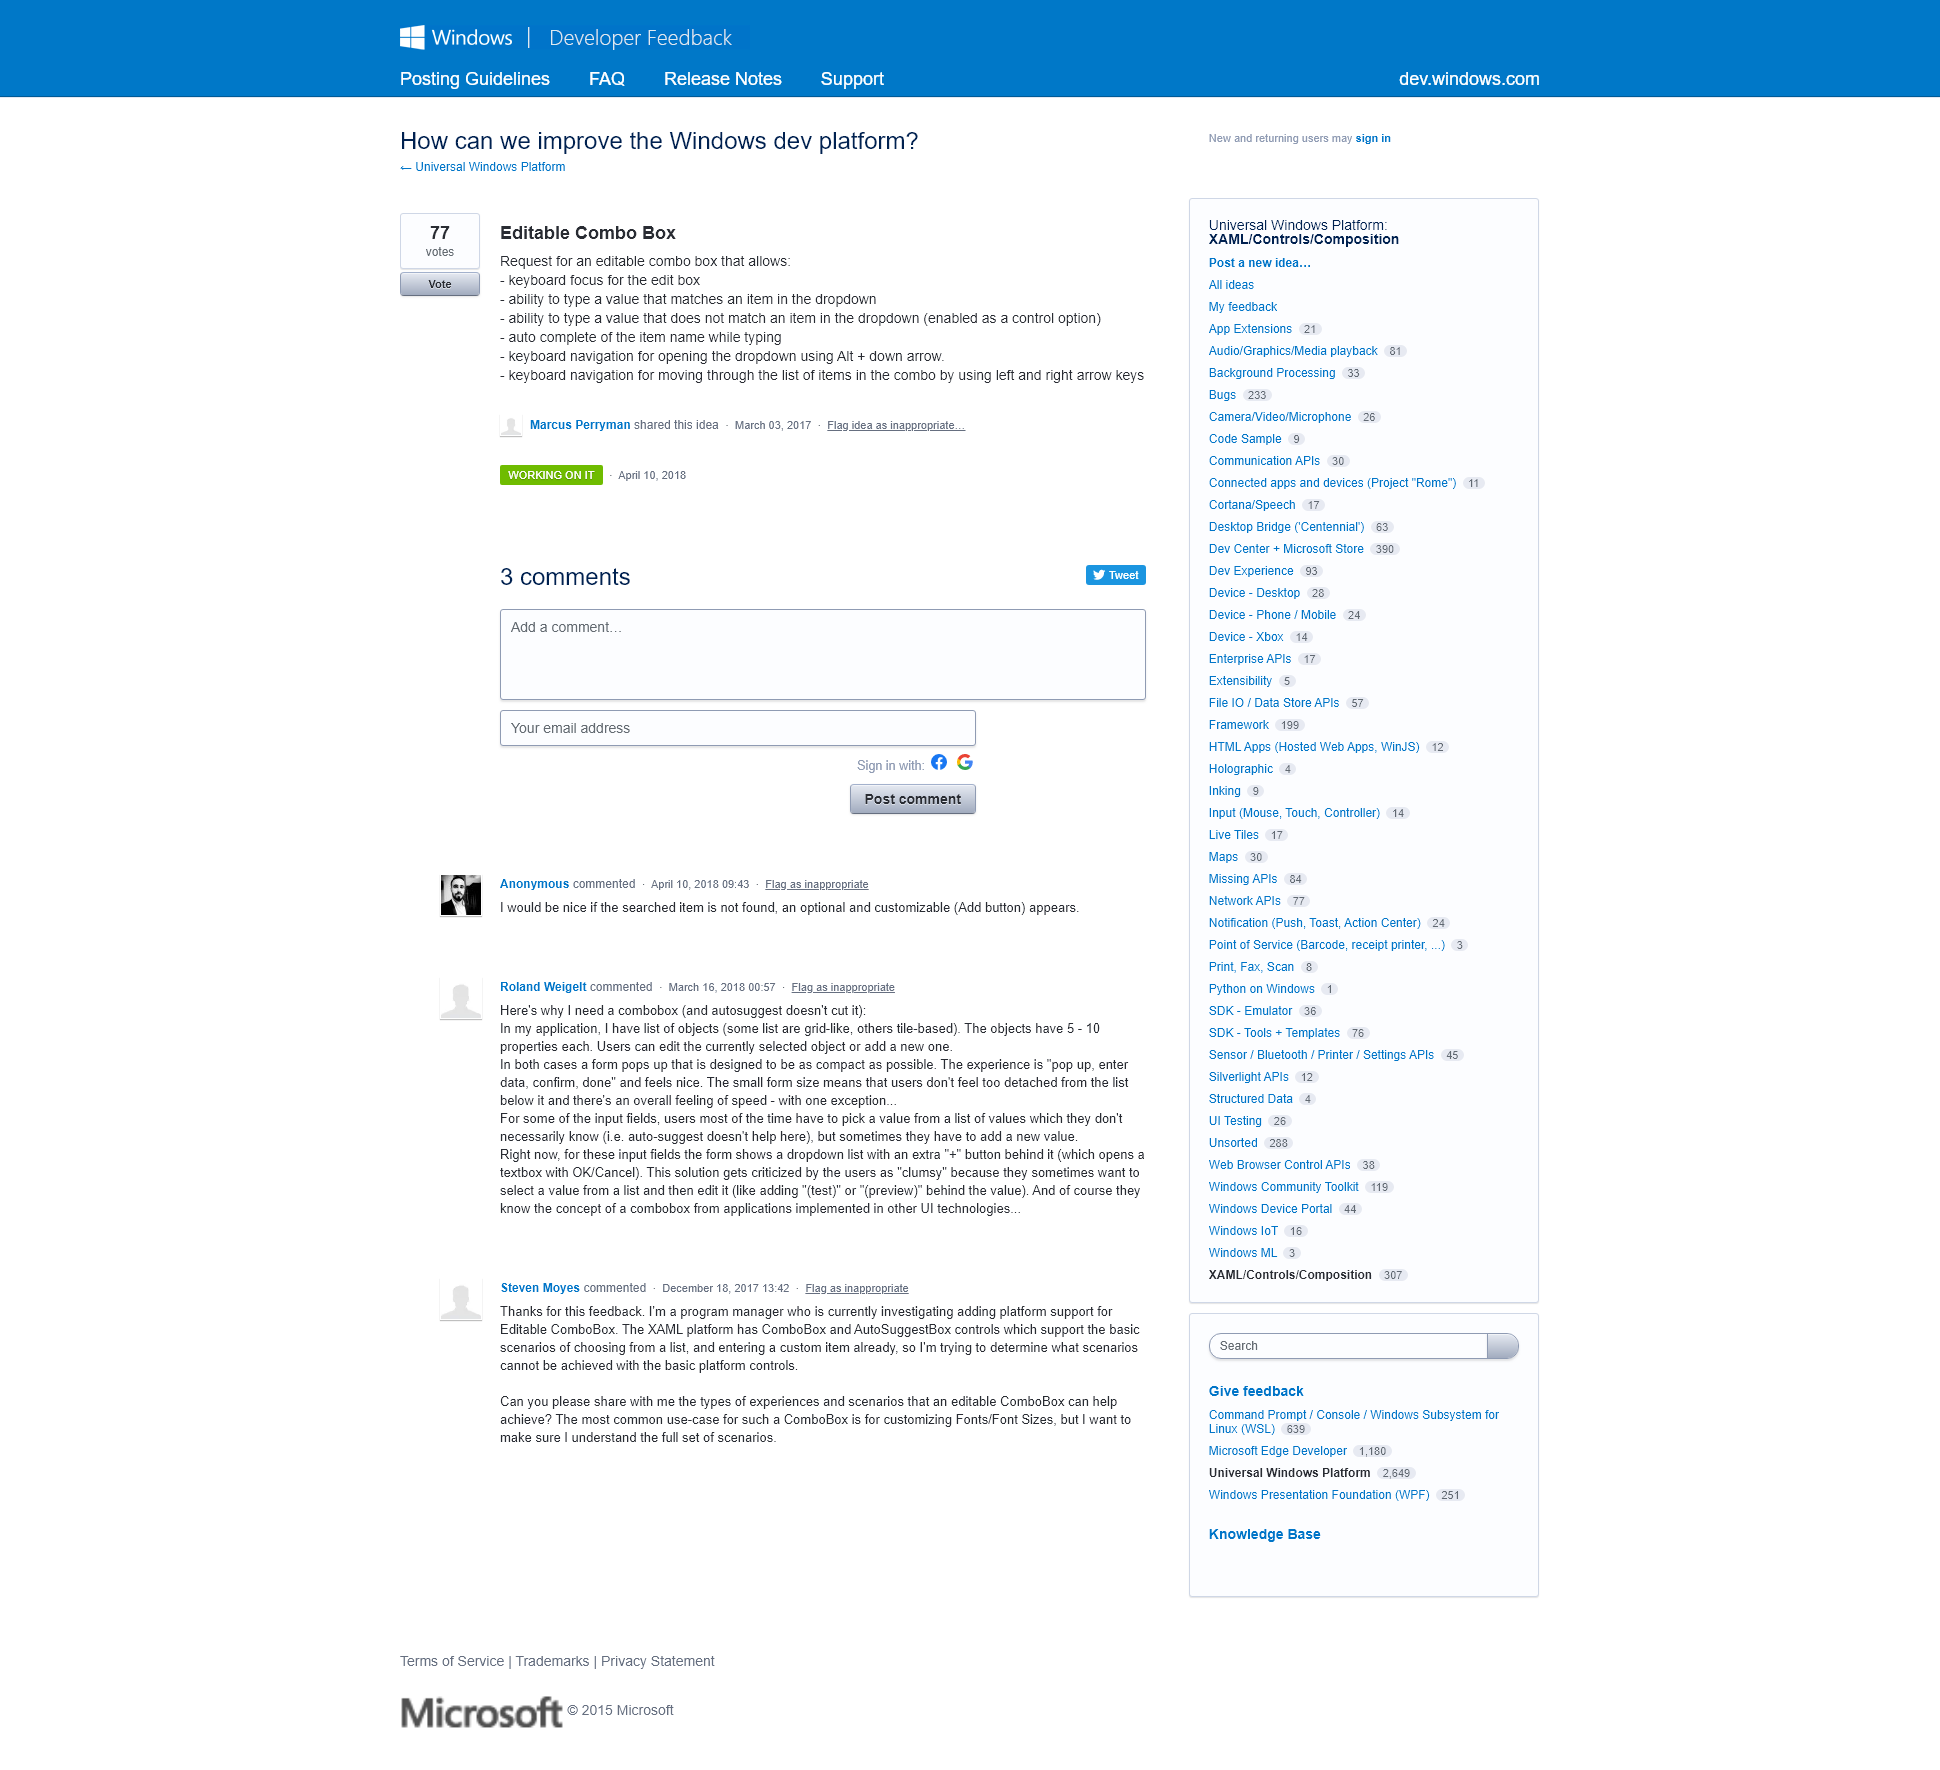 Windows | Developer Feedback
Posting Guidelines FAQ Release Notes Support dev.windows.com
How can we improve the Windows dev platform?
← Universal Windows Platform
New and returning users may sign in
77
votes
Vote
Editable Combo Box
Request for an editable combo box that allows:
- keyboard focus for the edit box
- ability to type a value that matches an item in the dropdown
- ability to type a value that does not match an item in the dropdown (enabled as a control option)
- auto complete of the item name while typing
- keyboard navigation for opening the dropdown using Alt + down arrow.
- keyboard navigation for moving through the list of items in the combo by using left and right arrow keys
Marcus Perryman shared this idea · March 03, 2017 · Flag idea as inappropriate…
WORKING ON IT · April 10, 2018
3 comments
Tweet
Add a comment…
Your email address
Sign in with:
Post comment
Anonymous commented · April 10, 2018 09:43 · Flag as inappropriate
I would be nice if the searched item is not found, an optional and customizable (Add button) appears.
Roland Weigelt commented · March 16, 2018 00:57 · Flag as inappropriate
Here's why I need a combobox (and autosuggest doesn't cut it):
In my application, I have list of objects (some list are grid-like, others tile-based). The objects have 5 - 10
properties each. Users can edit the currently selected object or add a new one.
In both cases a form pops up that is designed to be as compact as possible. The experience is "pop up, enter
data, confirm, done" and feels nice. The small form size means that users don't feel too detached from the list
below it and there's an overall feeling of speed - with one exception...
For some of the input fields, users most of the time have to pick a value from a list of values which they don't
necessarily know (i.e. auto-suggest doesn't help here), but sometimes they have to add a new value.
Right now, for these input fields the form shows a dropdown list with an extra "+" button behind it (which opens a
textbox with OK/Cancel). This solution gets criticized by the users as "clumsy" because they sometimes want to
select a value from a list and then edit it (like adding "(test)" or "(preview)" behind the value). And of course they
know the concept of a combobox from applications implemented in other UI technologies...
Steven Moyes commented · December 18, 2017 13:42 · Flag as inappropriate
Thanks for this feedback. I'm a program manager who is currently investigating adding platform support for
Editable ComboBox. The XAML platform has ComboBox and AutoSuggestBox controls which support the basic
scenarios of choosing from a list, and entering a custom item already, so I'm trying to determine what scenarios
cannot be achieved with the basic platform controls.
Can you please share with me the types of experiences and scenarios that an editable ComboBox can help
achieve? The most common use-case for such a ComboBox is for customizing Fonts/Font Sizes, but I want to
make sure I understand the full set of scenarios.
Universal Windows Platform:
XAML/Controls/Composition
Post a new idea…
All ideas
My feedback
App Extensions 21
Audio/Graphics/Media playback 81
Background Processing 33
Bugs 233
Camera/Video/Microphone 26
Code Sample 9
Communication APIs 30
Connected apps and devices (Project "Rome") 11
Cortana/Speech 17
Desktop Bridge ('Centennial') 63
Dev Center + Microsoft Store 390
Dev Experience 93
Device - Desktop 28
Device - Phone / Mobile 24
Device - Xbox 14
Enterprise APIs 17
Extensibility 5
File IO / Data Store APIs 57
Framework 199
HTML Apps (Hosted Web Apps, WinJS) 12
Holographic 4
Inking 9
Input (Mouse, Touch, Controller) 14
Live Tiles 17
Maps 30
Missing APIs 84
Network APIs 77
Notification (Push, Toast, Action Center) 24
Point of Service (Barcode, receipt printer, ...) 3
Print, Fax, Scan 8
Python on Windows 1
SDK - Emulator 36
SDK - Tools + Templates 76
Sensor / Bluetooth / Printer / Settings APIs 45
Silverlight APIs 12
Structured Data 4
UI Testing 26
Unsorted 288
Web Browser Control APIs 38
Windows Community Toolkit 119
Windows Device Portal 44
Windows IoT 16
Windows ML 3
XAML/Controls/Composition 307
Search
Give feedback
Command Prompt / Console / Windows Subsystem for
Linux (WSL) 639
Microsoft Edge Developer 1,180
Universal Windows Platform 2,649
Windows Presentation Foundation (WPF) 251
Knowledge Base
Terms of Service | Trademarks | Privacy Statement
Microsoft © 2015 Microsoft